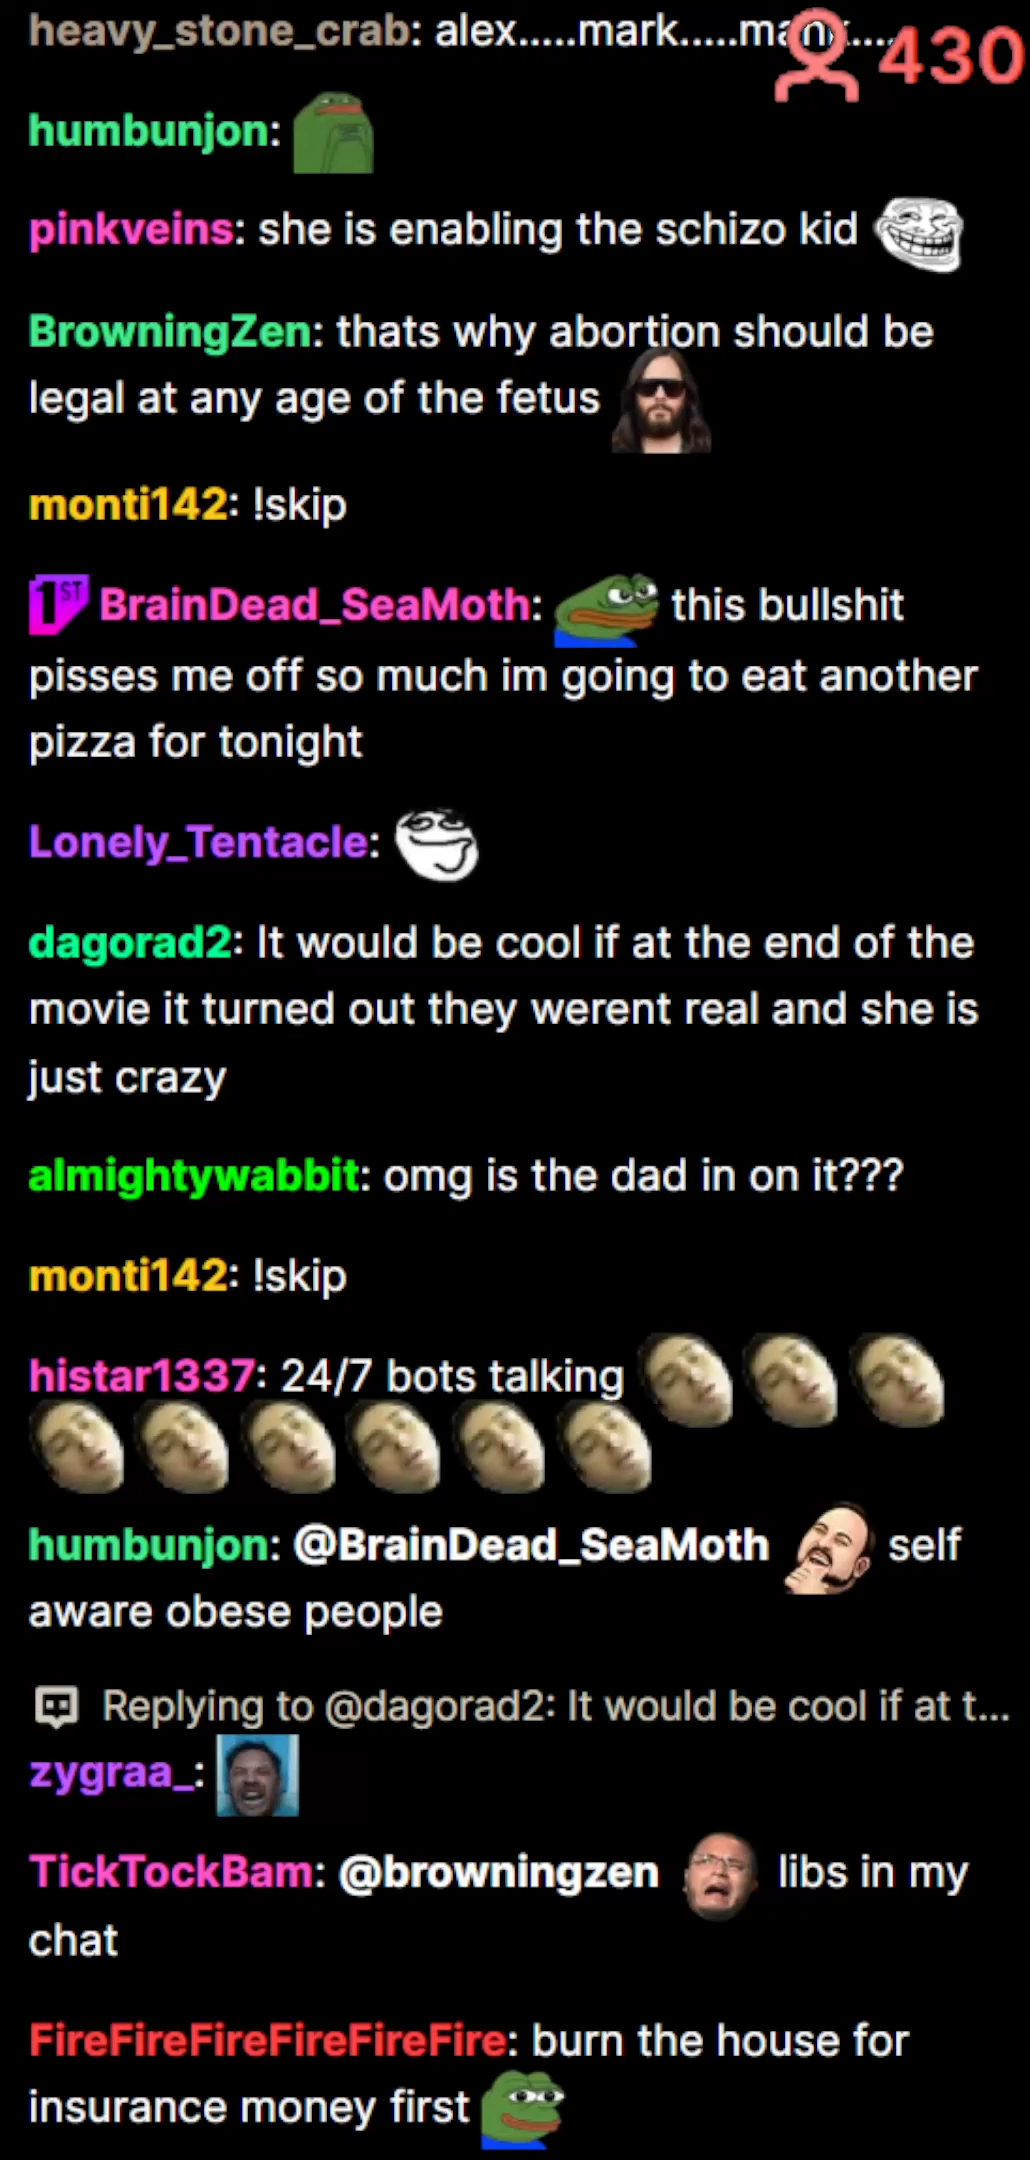 heavy_stone_crab: alex.....mark.....mank.....
430
humbunjon:
pinkveins: she is enabling the schizo kid
BrowningZen: thats why abortion should be
legal at any age of the fetus
monti142: !skip
1ST BrainDead_SeaMoth: this bullshit
pisses me off so much im going to eat another
pizza for tonight
Lonely_Tentacle:
dagorad2: It would be cool if at the end of the
movie it turned out they werent real and she is
just crazy
almightywabbit: omg is the dad in on it???
monti142: !skip
histar1337: 24/7 bots talking
humbunjon: @BrainDead_SeaMoth self
aware obese people
Replying to @dagorad2: It would be cool if at t...
zygraa_:
TickTockBam: @browningzen libs in my
chat
FireFireFireFireFireFire: burn the house for
insurance money first